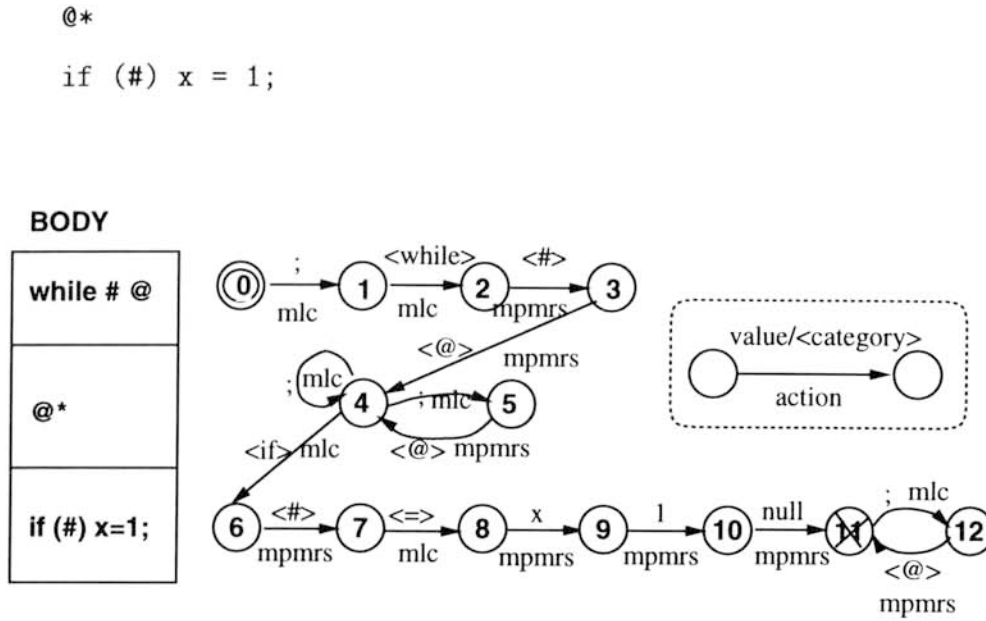 @*
if (#) x = 1;
BODY
while # @
@*
if (#) x=1;
; <while> <#>
0 1 2 3
mlc mlc mpmrs
<@> mpmrs
value/<category>
action
; mlc 4 ; mlc 5
<if> mlc <@> mpmrs
<#> <=> x 1 null ; mlc
6 7 8 9 10 11 12
mpmrs mlc mpmrs mpmrs mpmrs <@>
mpmrs